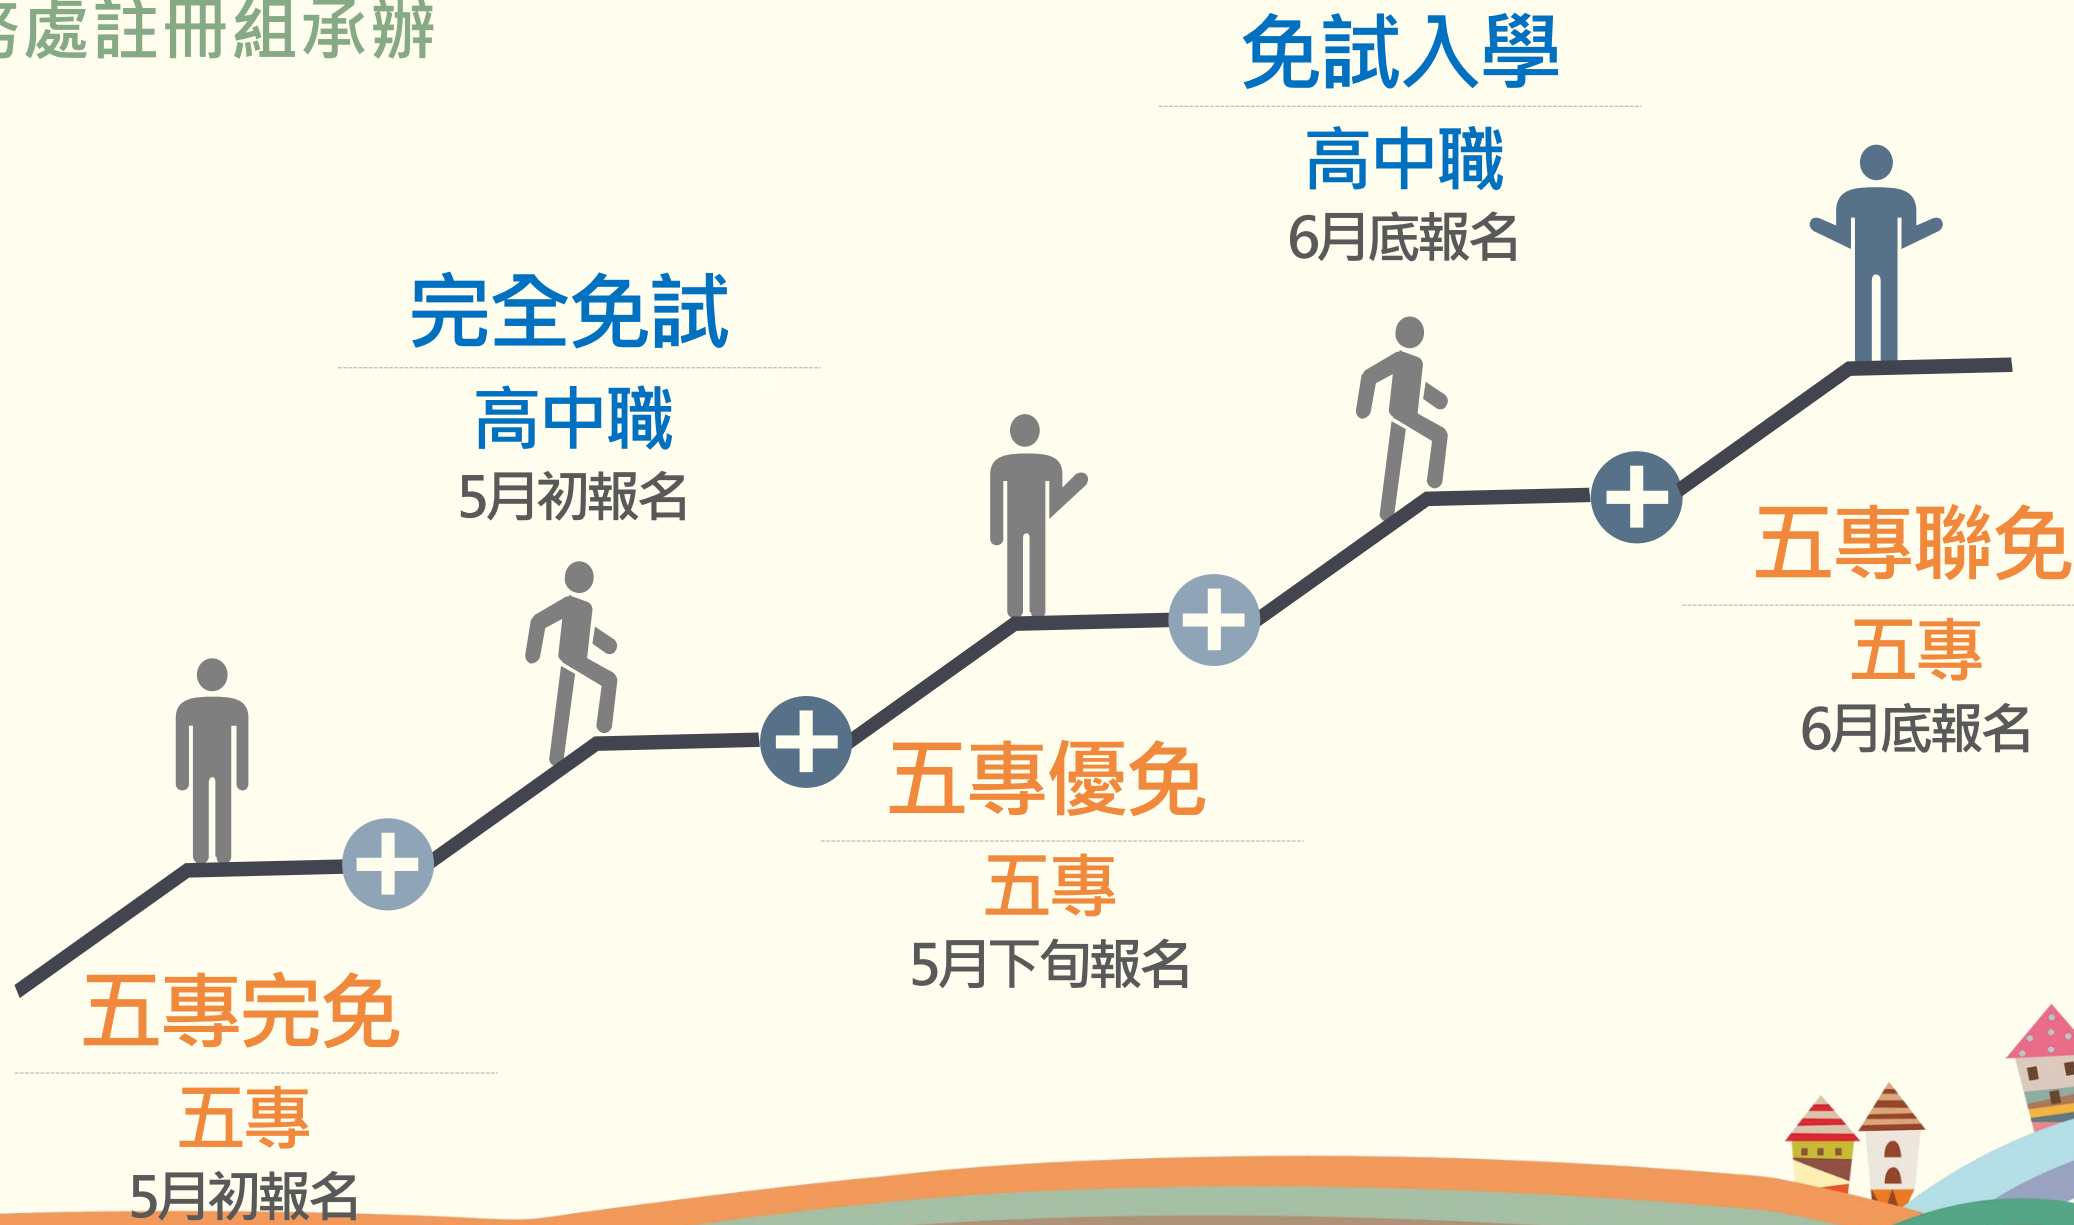 處註冊組承辦
免試入學
高中職
6月底報名
完全免試
高中職
5月初報名
五專聯免
五專
6月底報名
五專優免
五專
5月下旬報名
五專完免
五專
5月初報名